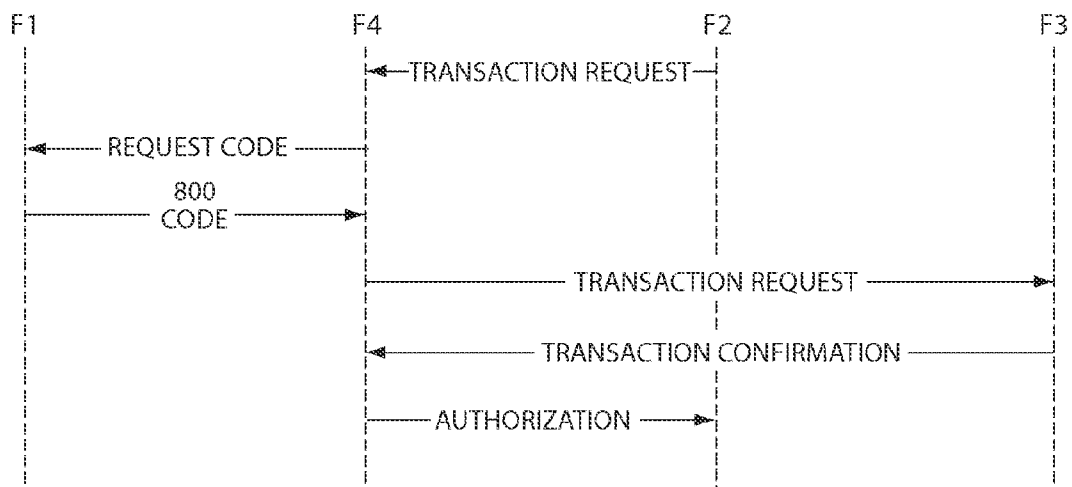 F1 F4 F2 F3
TRANSACTION REQUEST
REQUEST CODE
800
CODE
TRANSACTION REQUEST
TRANSACTION CONFIRMATION
AUTHORIZATION